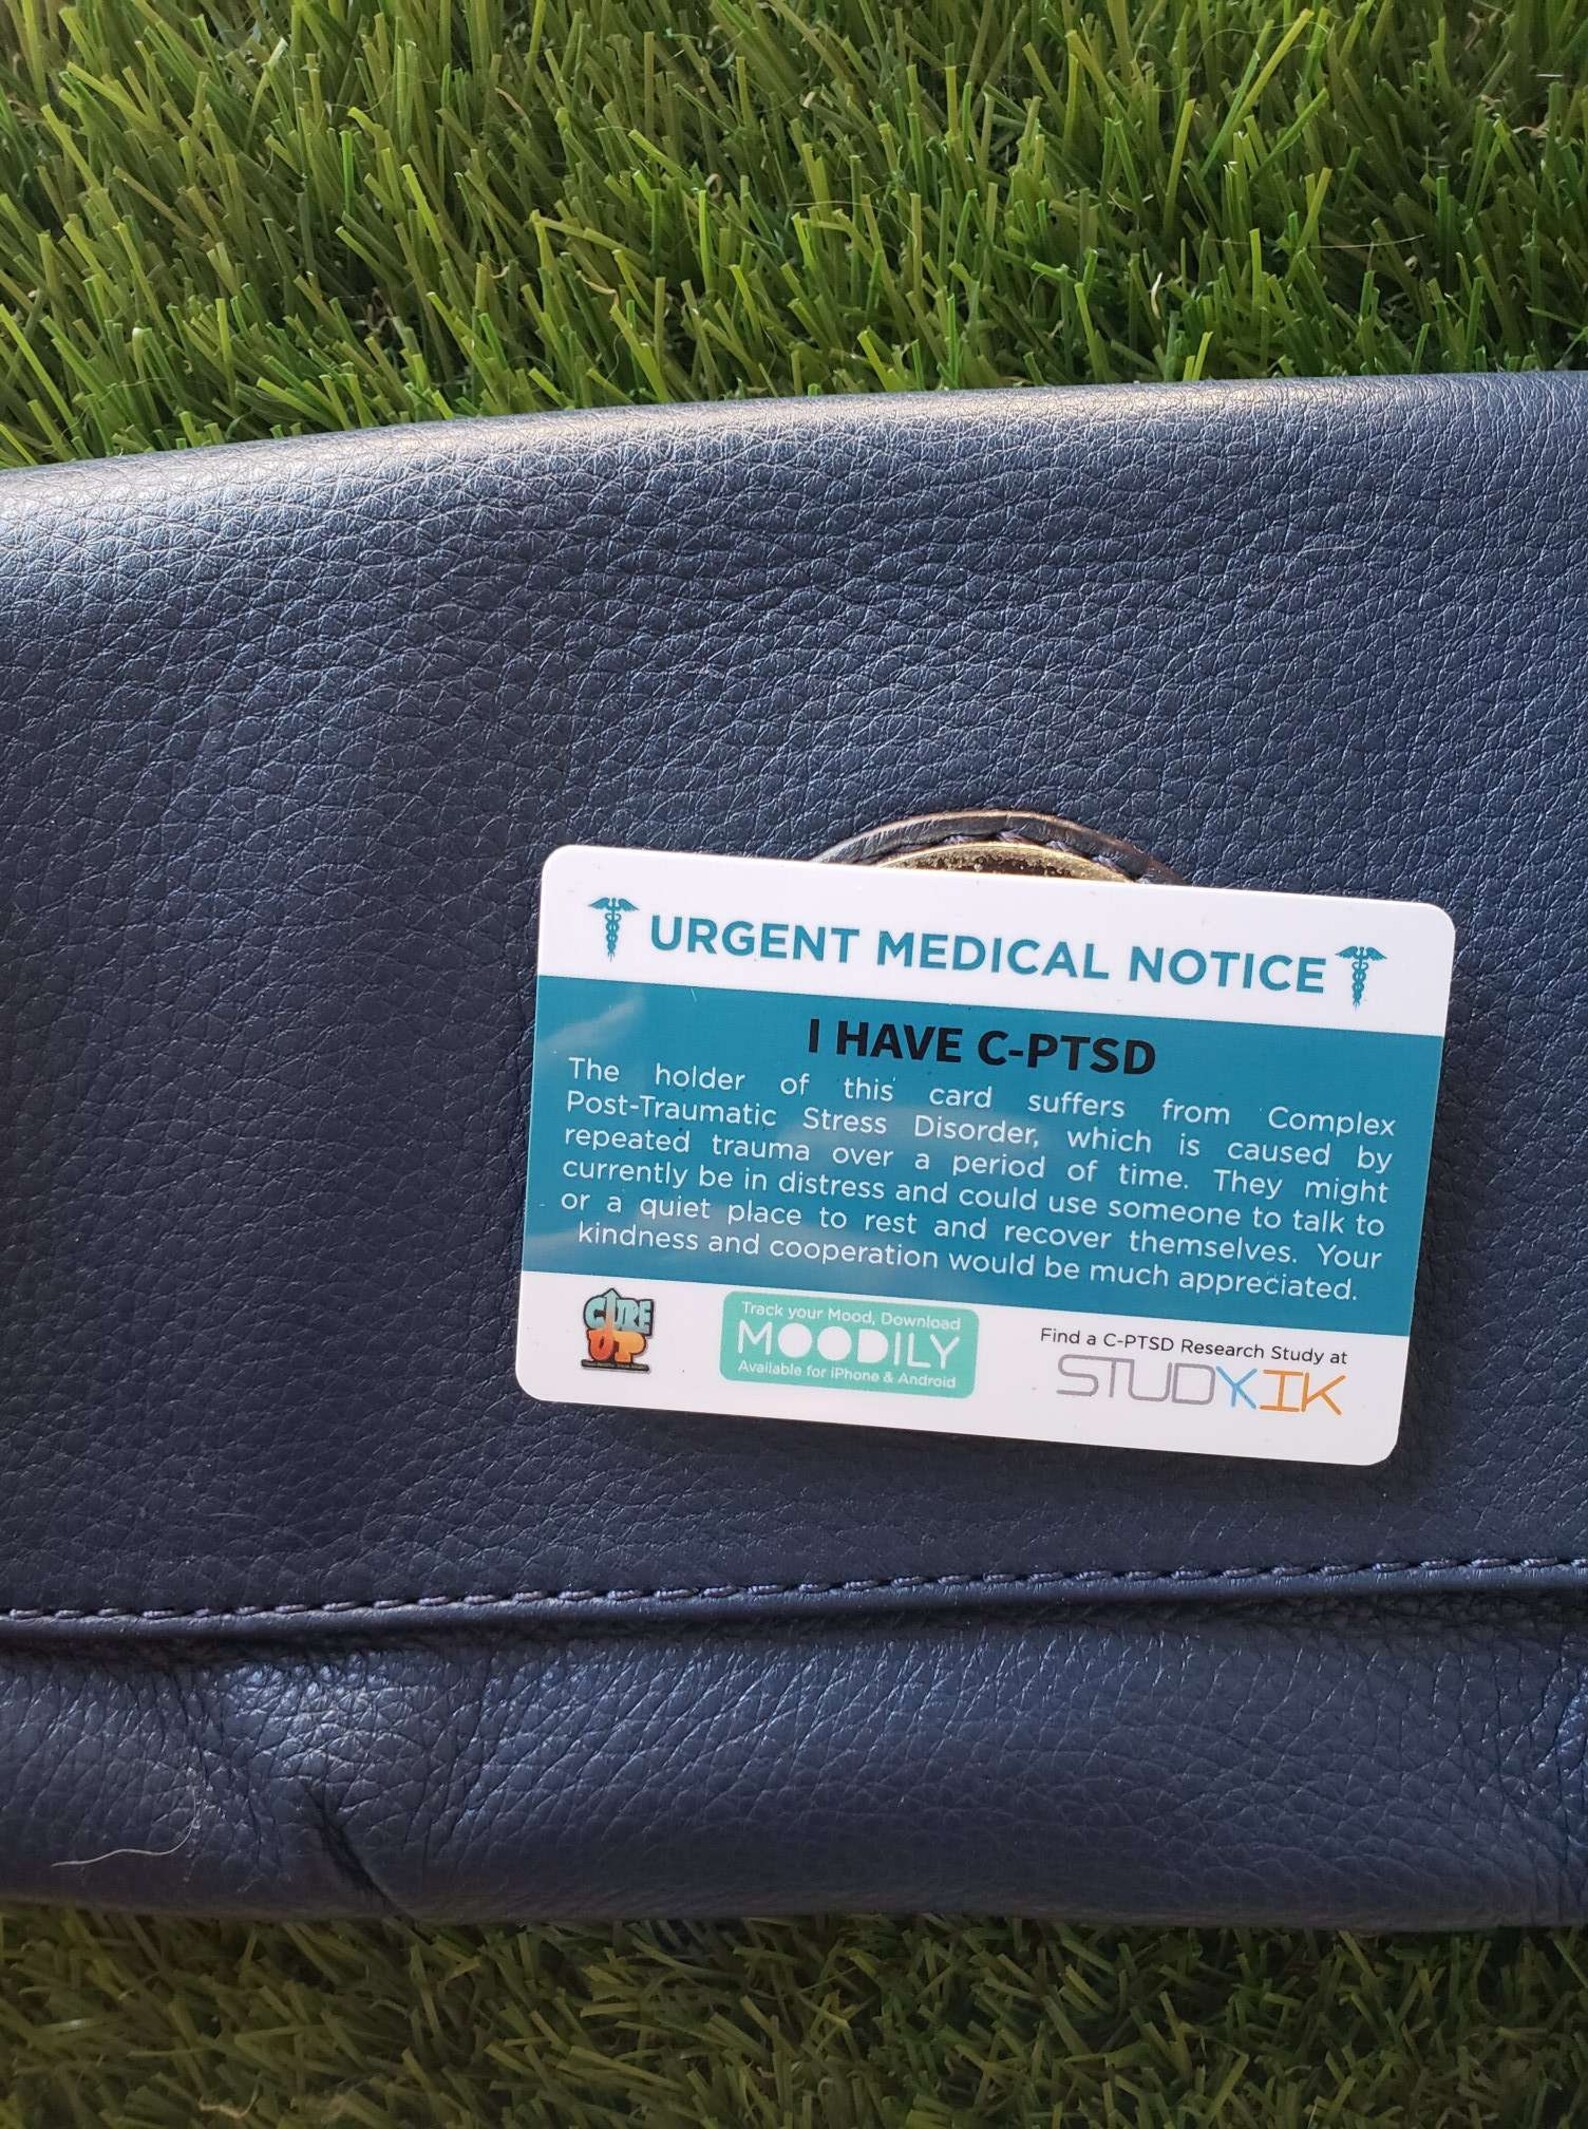 URGENT MEDICAL NOTICE
I HAVE C-PTSD
The holder of this card suffers from Complex
Post-Traumatic Stress Disorder, which is caused by
repeated trauma over a period of time. They might
currently be in distress and could use someone to talk to
or a quiet place to rest and recover themselves. Your
kindness and cooperation would be much appreciated.
CURE
UP
Track your Mood, Download
MOODILY
Available for iPhone & Android
Find a C-PTSD Research Study at
STUDYKIK